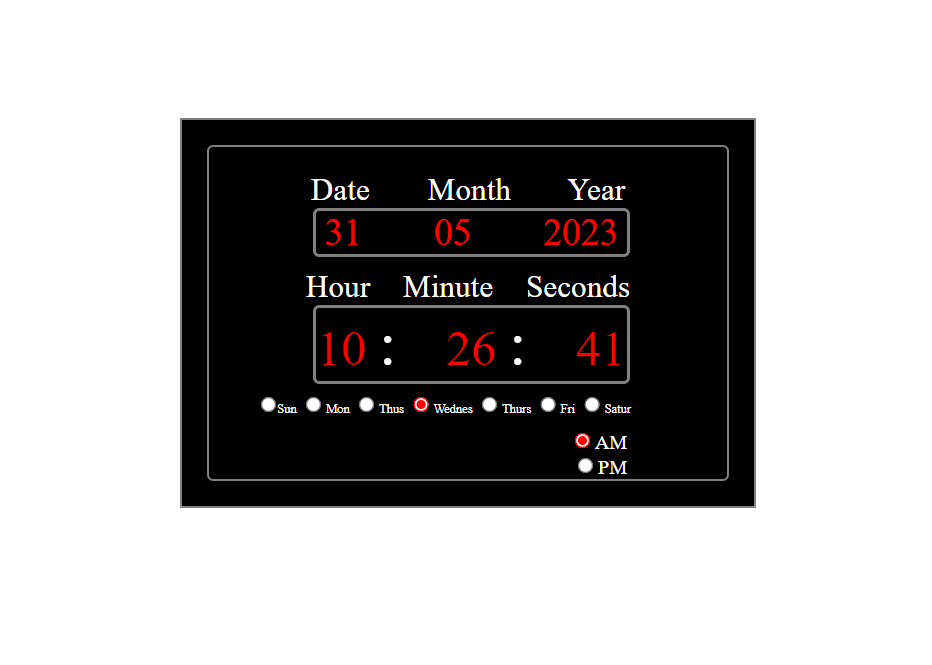 Date Month Year
31 05 2023
Hour Minute Seconds
10 : 26 : 41
Sun Mon Thus Wednes Thurs Fri Satur
AM
PM